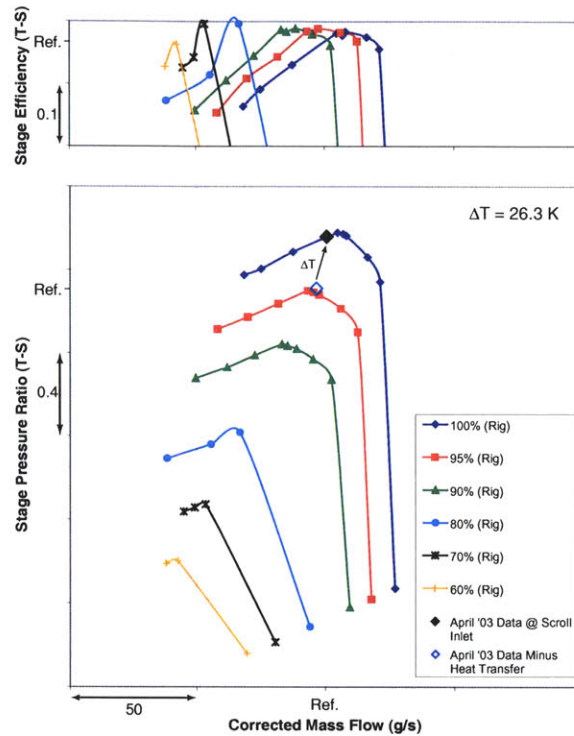 Stage Efficiency (T-S)
Ref.
0.1
ΔT = 26.3 K
ΔT
Ref.
0.4
Stage Pressure Ratio (T-S)
100% (Rig)
95% (Rig)
90% (Rig)
80% (Rig)
70% (Rig)
60% (Rig)
April '03 Data @ Scroll
Inlet
April '03 Data Minus
Heat Transfer
50
Ref.
Corrected Mass Flow (g/s)